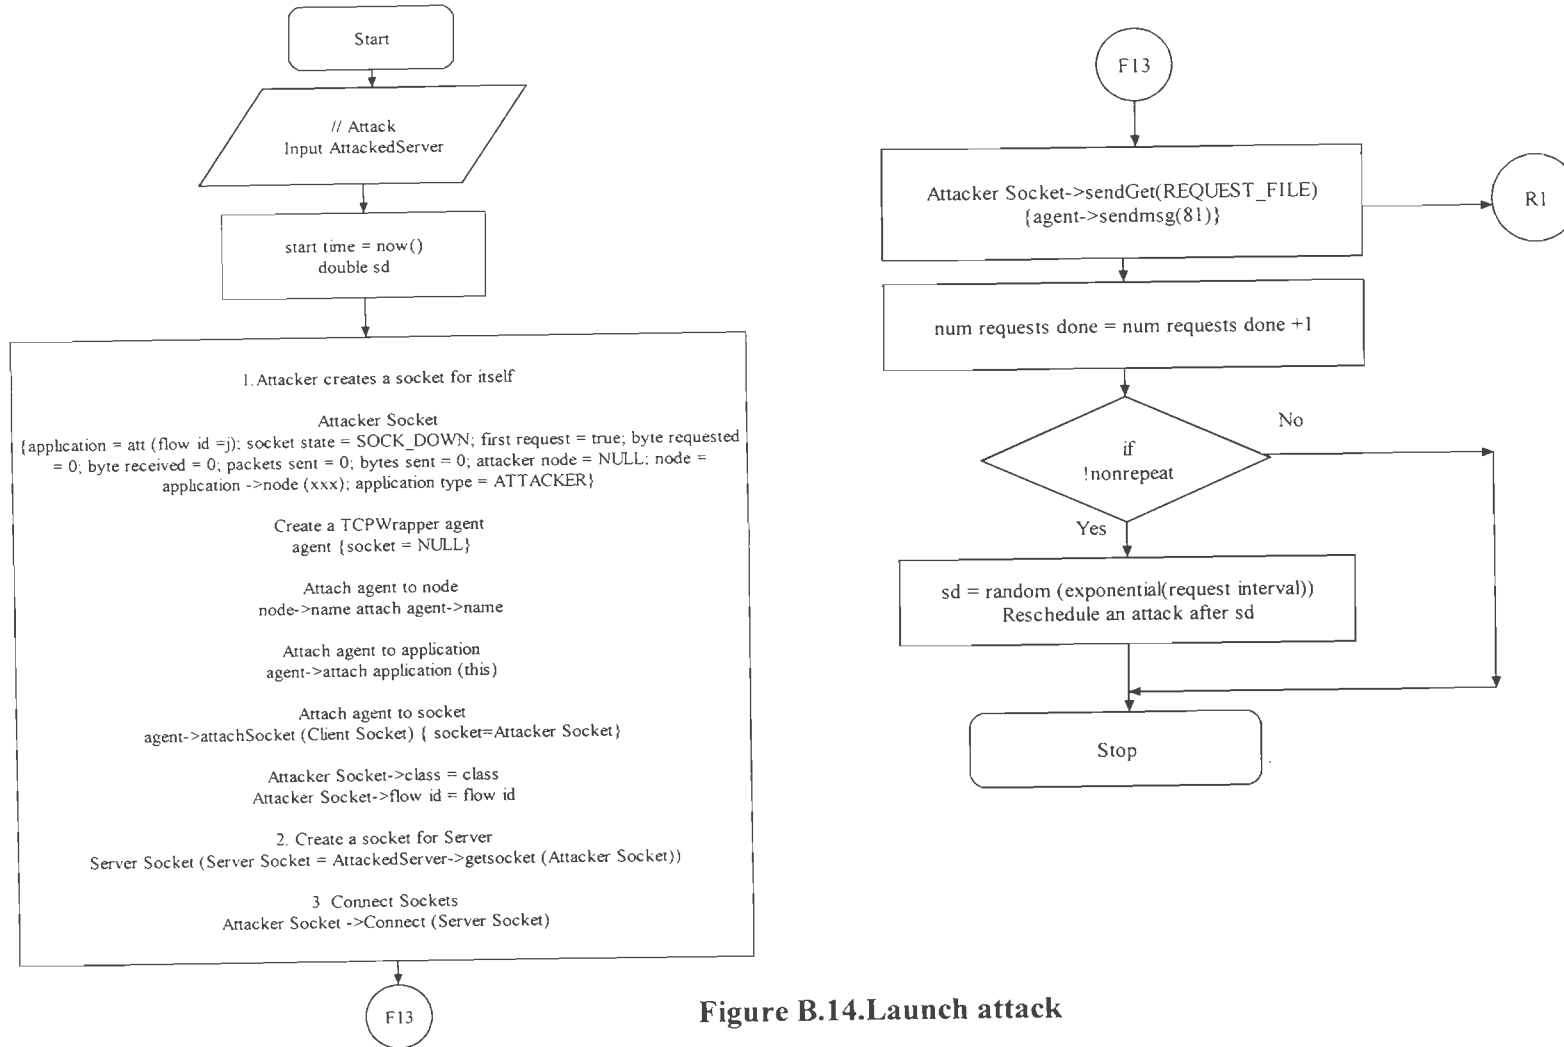 Start
// Attack
Input AttackedServer
start time = now()
double sd
1.Attacker creates a socket for itself
Attacker Socket
{application = att (flow id =j); socket state = SOCK_DOWN; first request = true; byte requested
= 0; byte received = 0; packets sent = 0; bytes sent = 0; attacker node = NULL; node =
application ->node (xxx); application type = ATTACKER}
Create a TCPWrapper agent
agent {socket = NULL}
Attach agent to node
node->name attach agent->name
Attach agent to application
agent->attach application (this)
Attach agent to socket
agent->attachSocket (Client Socket) { socket=Attacker Socket}
Attacker Socket->class = class
Attacker Socket->flow id = flow id
2. Create a socket for Server
Server Socket (Server Socket = AttackedServer->getsocket (Attacker Socket))
3 Connect Sockets
Attacker Socket ->Connect (Server Socket)
F13
F13
Attacker Socket->sendGet(REQUEST_FILE)
{agent->sendmsg(81)}
R1
num requests done = num requests done +1
if
!nonrepeat
No
Yes
sd = random (exponential(request interval))
Reschedule an attack after sd
Stop
Figure B.14.Launch attack